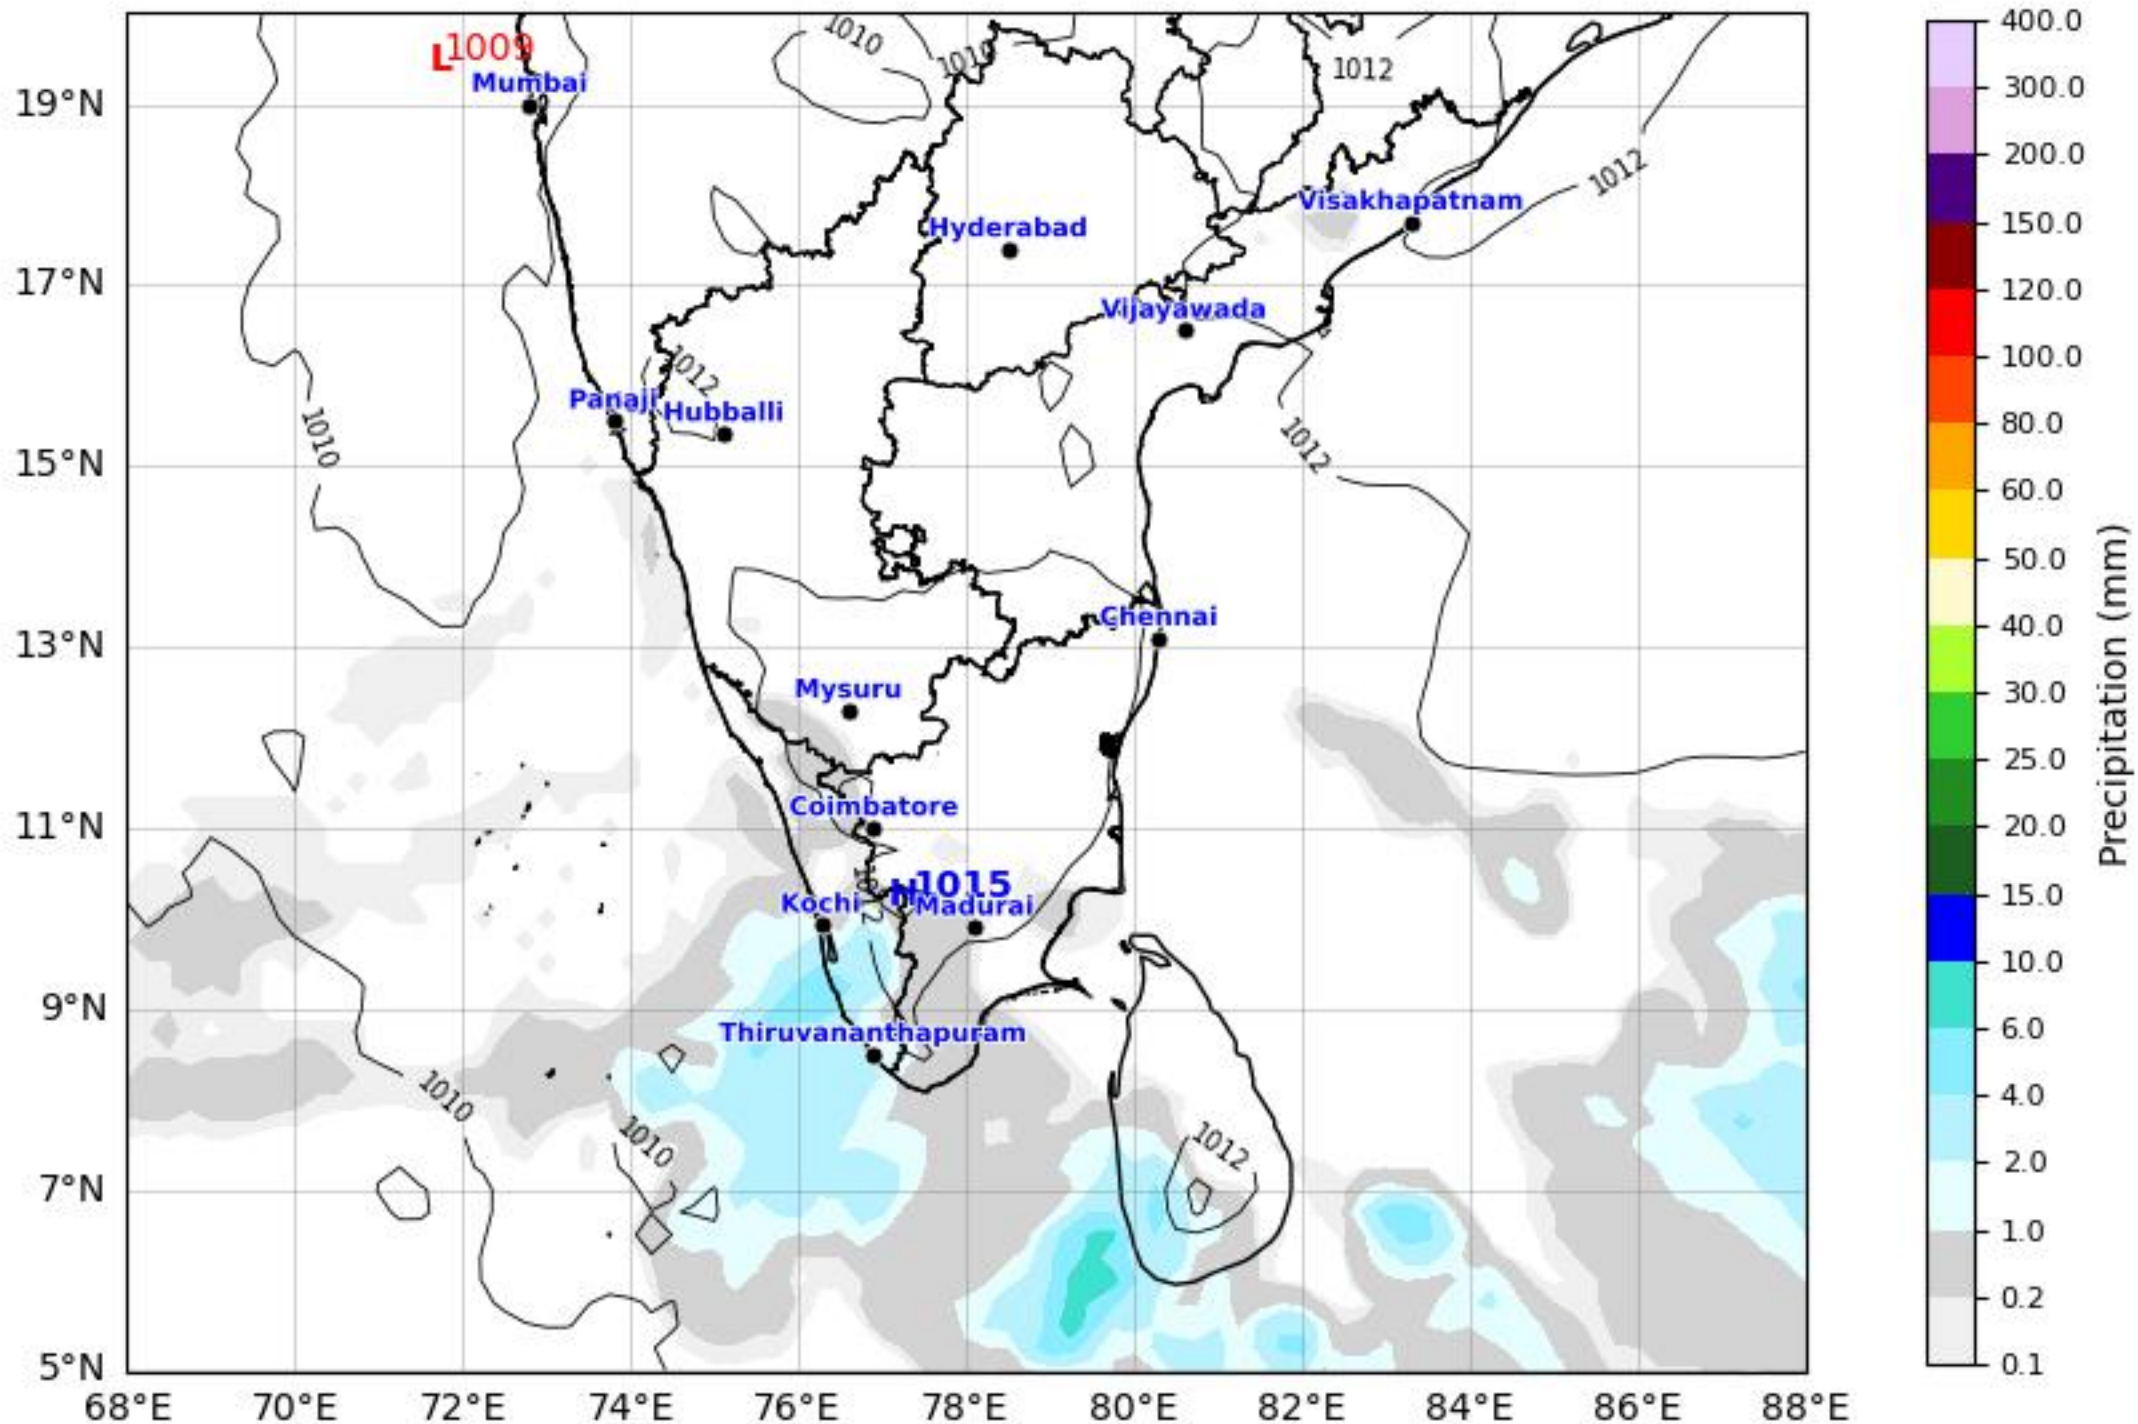 L 1009
Mumbai
1010
1010
1012
1012
Visakhapatnam
Hyderabad
Vijayawada
1012
Panaji
Hubballi
1010
1012
Chennai
Mysuru
Coimbatore
H 1015
1012
Kochi
Madurai
Thiruvananthapuram
1010
1010
1012
19°N
17°N
15°N
13°N
11°N
9°N
7°N
5°N
68°E 70°E 72°E 74°E 76°E 78°E 80°E 82°E 84°E 86°E 88°E
400.0
300.0
200.0
150.0
120.0
100.0
80.0
60.0
50.0
40.0
30.0
25.0
20.0
15.0
10.0
6.0
4.0
2.0
1.0
0.2
0.1
Precipitation (mm)